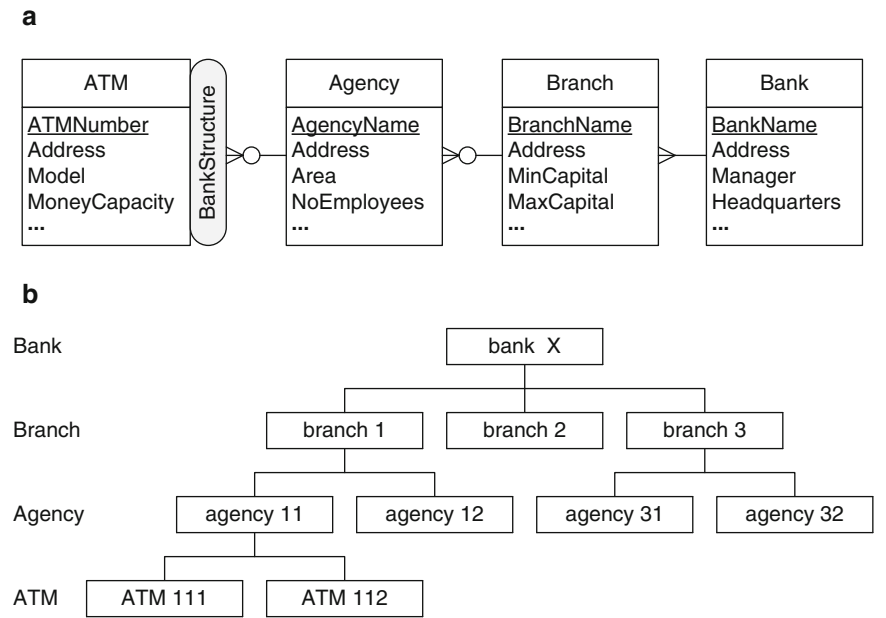 a
ATM
ATMNumber
Address
Model
MoneyCapacity
...
BankStructure
Agency
AgencyName
Address
Area
NoEmployees
...
Branch
BranchName
Address
MinCapital
MaxCapital
...
Bank
BankName
Address
Manager
Headquarters
...
b
Bank
bank X
Branch
branch 1
branch 2
branch 3
Agency
agency 11
agency 12
agency 31
agency 32
ATM
ATM 111
ATM 112